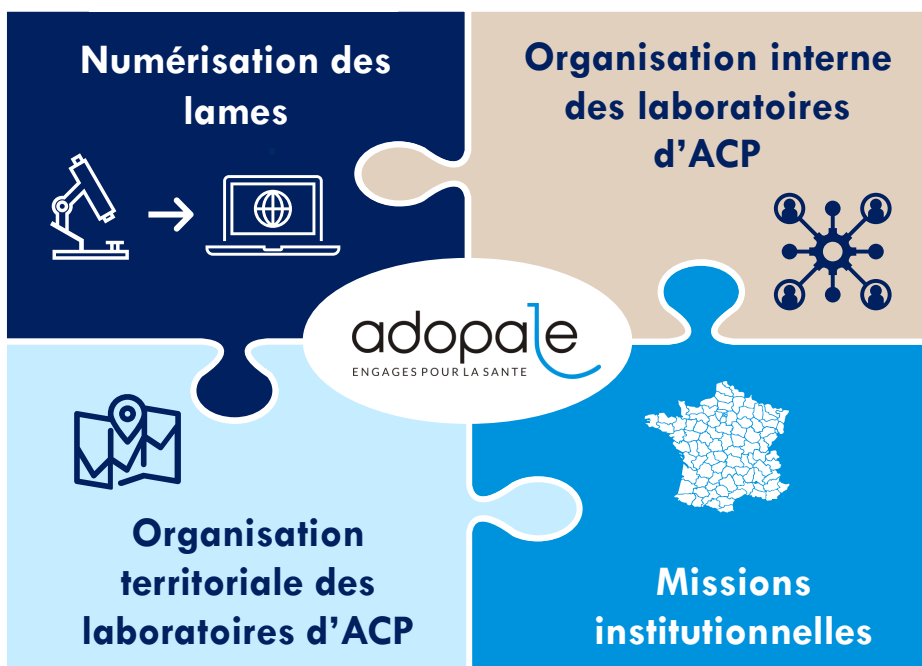 Numérisation des
lames
Organisation interne
des laboratoires
d'ACP
adopale
ENGAGES POUR LA SANTE
Organisation
territoriale des
laboratoires d'ACP
Missions
institutionnelles